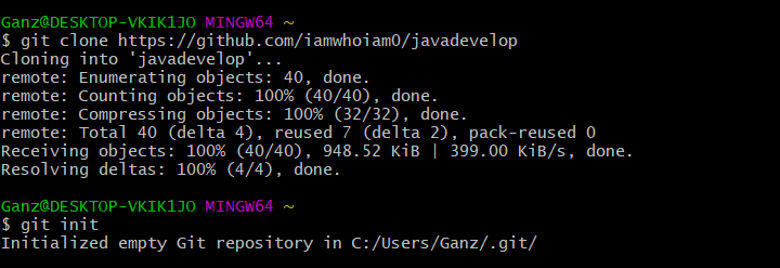 Ganz@DESKTOP-VKIK1JO MINGW64 ~
$ git clone https://github.com/iamwhoiam0/javadevelop
Cloning into 'javadevelop'...
remote: Enumerating objects: 40, done.
remote: Counting objects: 100% (40/40), done.
remote: Compressing objects: 100% (32/32), done.
remote: Total 40 (delta 4), reused 7 (delta 2), pack-reused 0
Receiving objects: 100% (40/40), 948.52 KiB | 399.00 KiB/s, done.
Resolving deltas: 100% (4/4), done.
Ganz@DESKTOP-VKIK1JO MINGW64 ~
$ git init
Initialized empty Git repository in C:/Users/Ganz/.git/